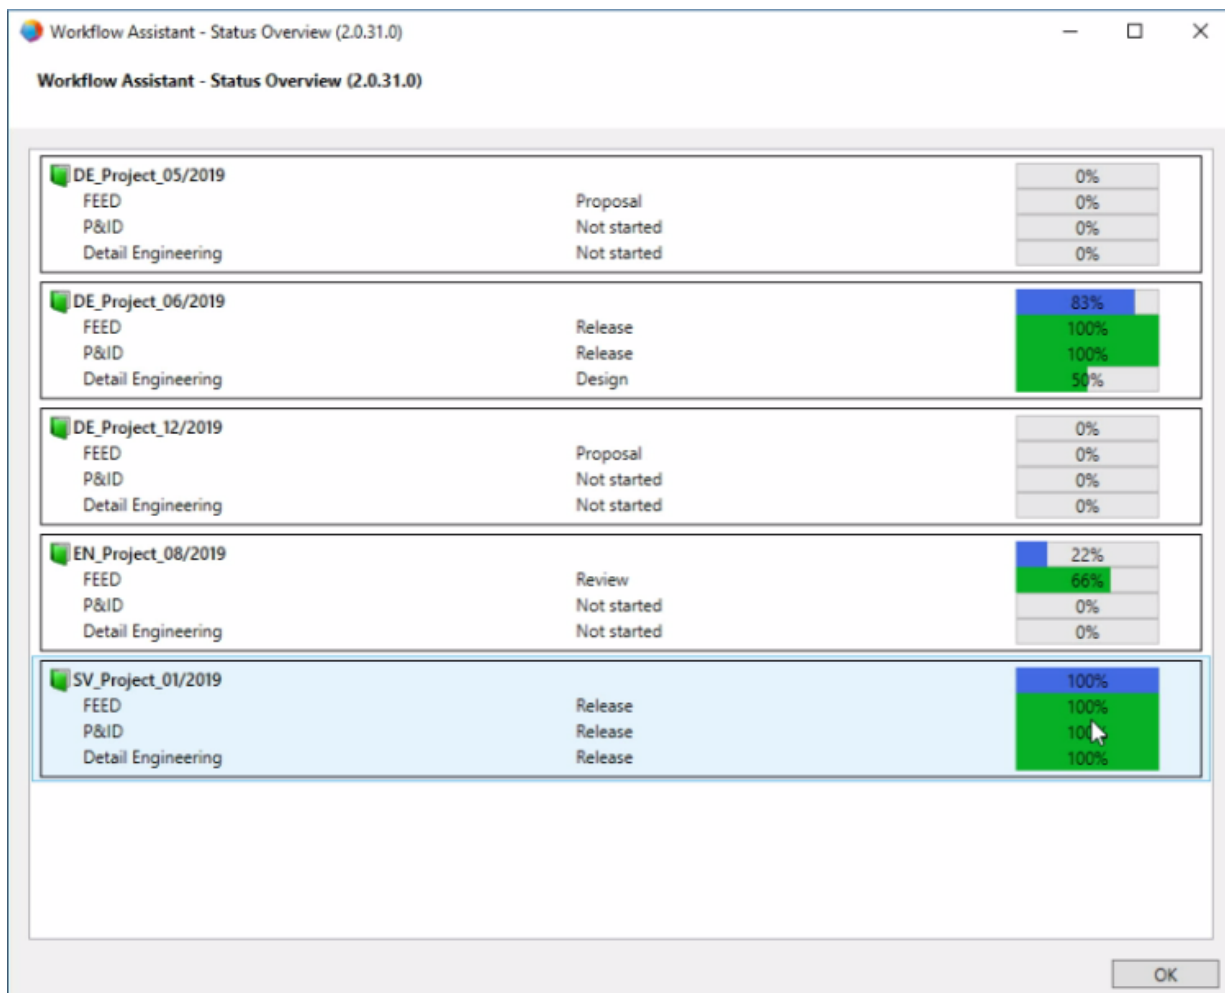 Workflow Assistant - Status Overview (2.0.31.0)
Workflow Assistant - Status Overview (2.0.31.0)
DE_Project_05/2019 0%
FEED Proposal 0%
P&ID Not started 0%
Detail Engineering Not started 0%
DE_Project_06/2019 83%
FEED Release 100%
P&ID Release 100%
Detail Engineering Design 50%
DE_Project_12/2019 0%
FEED Proposal 0%
P&ID Not started 0%
Detail Engineering Not started 0%
EN_Project_08/2019 22%
FEED Review 66%
P&ID Not started 0%
Detail Engineering Not started 0%
SV_Project_01/2019 100%
FEED Release 100%
P&ID Release 100%
Detail Engineering Release 100%
OK